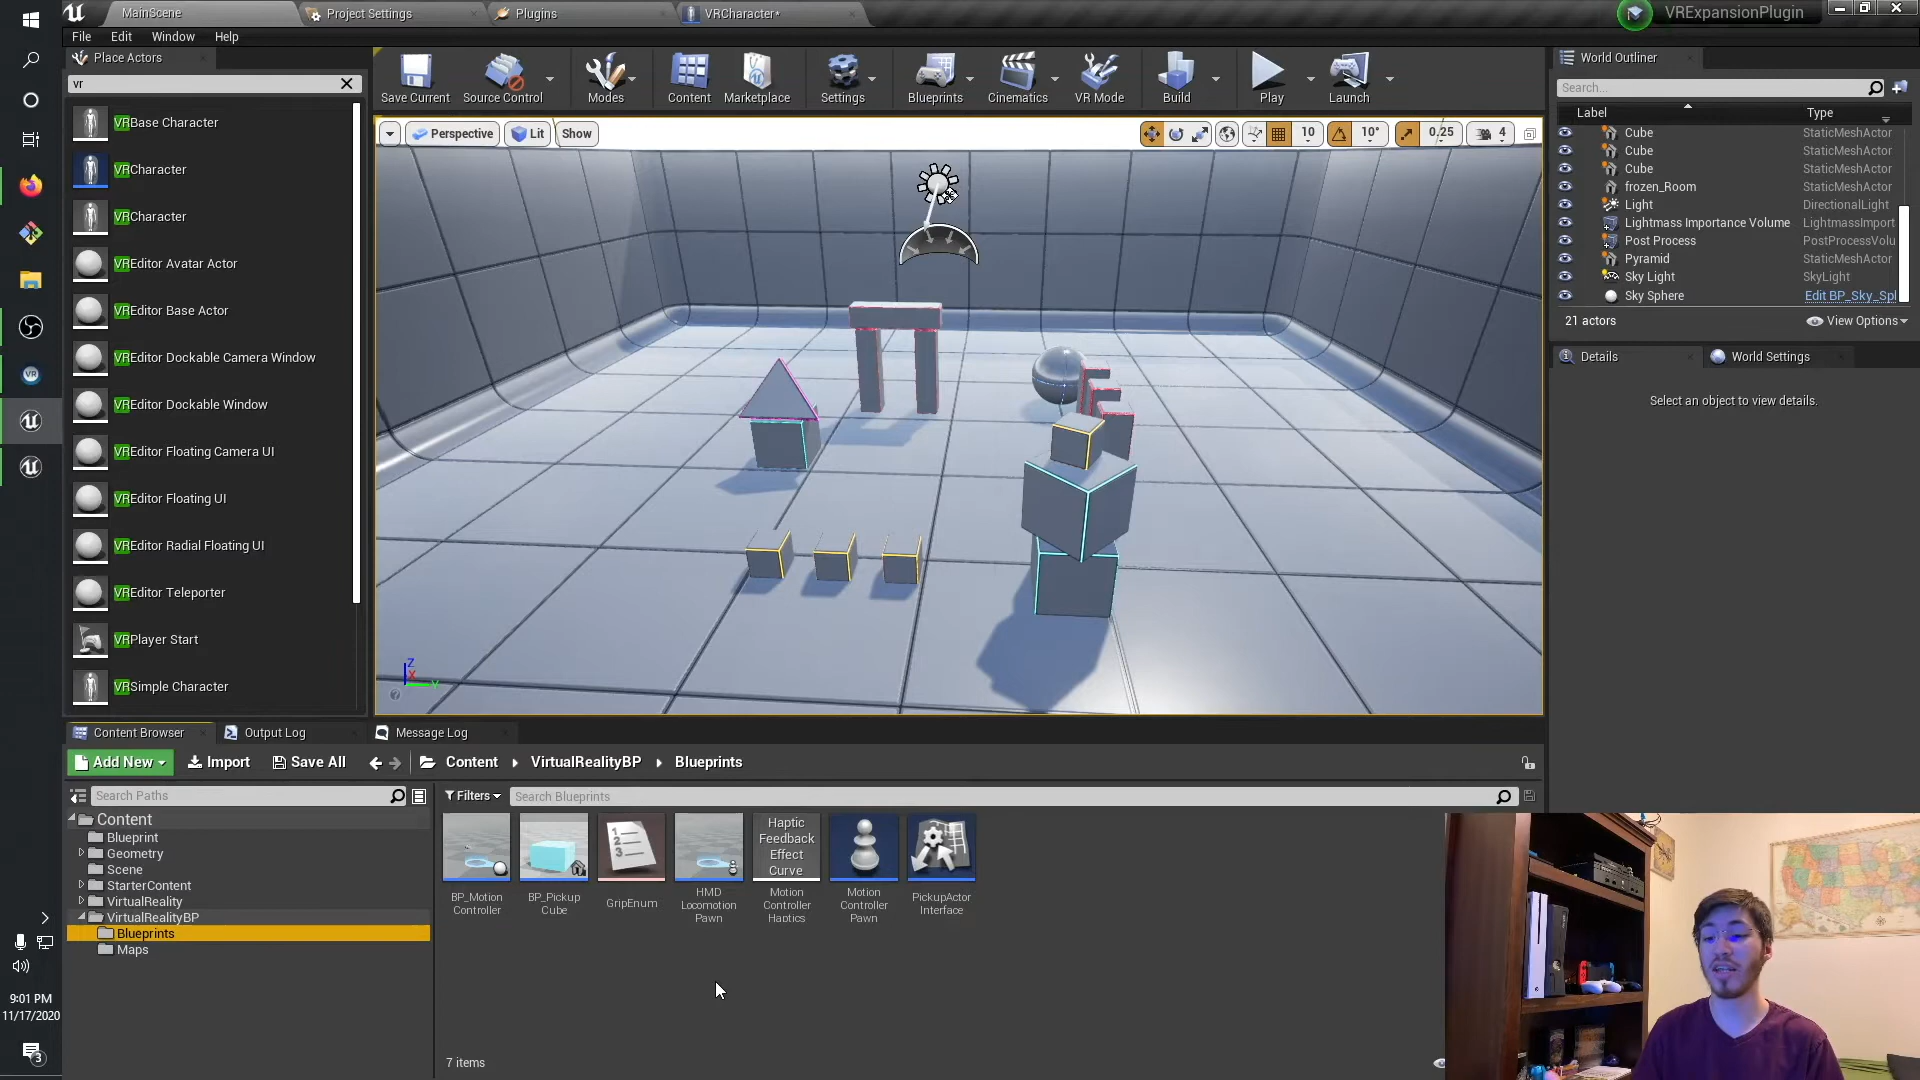 MainScene
Project Settings
Plugins
VRCharacter*
VRExpansionPlugin
File Edit Window Help
Place Actors
vr
VRBase Character
VRCharacter
VRCharacter
VREditor Avatar Actor
VREditor Base Actor
VREditor Dockable Camera Window
VREditor Dockable Window
VREditor Floating Camera UI
VREditor Floating UI
VREditor Radial Floating UI
VREditor Teleporter
VRPlayer Start
VRSimple Character
Save Current
Source Control
Modes
Content
Marketplace
Settings
Blueprints
Cinematics
VR Mode
Build
Play
Launch
Perspective
Lit
Show
10
10°
0.25
4
Z
X
Y
World Outliner
Search...
Label Type
Cube StaticMeshActor
Cube StaticMeshActor
Cube StaticMeshActor
frozen_Room StaticMeshActor
Light DirectionalLight
Lightmass Importance Volume LightmassImport
Post Process PostProcessVolu
Pyramid StaticMeshActor
Sky Light SkyLight
Sky Sphere Edit BP_Sky_Spl
21 actors
View Options
Details
World Settings
Select an object to view details.
Content Browser
Output Log
Message Log
Add New
Import
Save All
Content
VirtualRealityBP
Blueprints
Search Paths
Filters
Search Blueprints
Content
Blueprint
Geometry
Scene
StarterContent
VirtualReality
VirtualRealityBP
Blueprints
Maps
BP_Motion
Controller
BP_Pickup
Cube
1
2
3
GripEnum
HMD
Locomotion
Pawn
Haptic
Feedback
Effect
Curve
Motion
Controller
Haptics
Motion
Controller
Pawn
PickupActor
Interface
7 items
VR
9:01 PM
11/17/2020
3